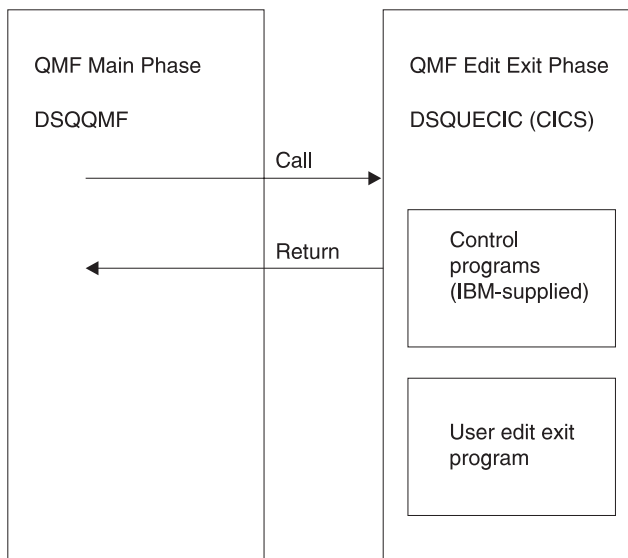 QMF Main Phase
DSQQMF
QMF Edit Exit Phase
DSQUECIC (CICS)
Call
Return
Control
programs
(IBM-supplied)
User edit exit
program